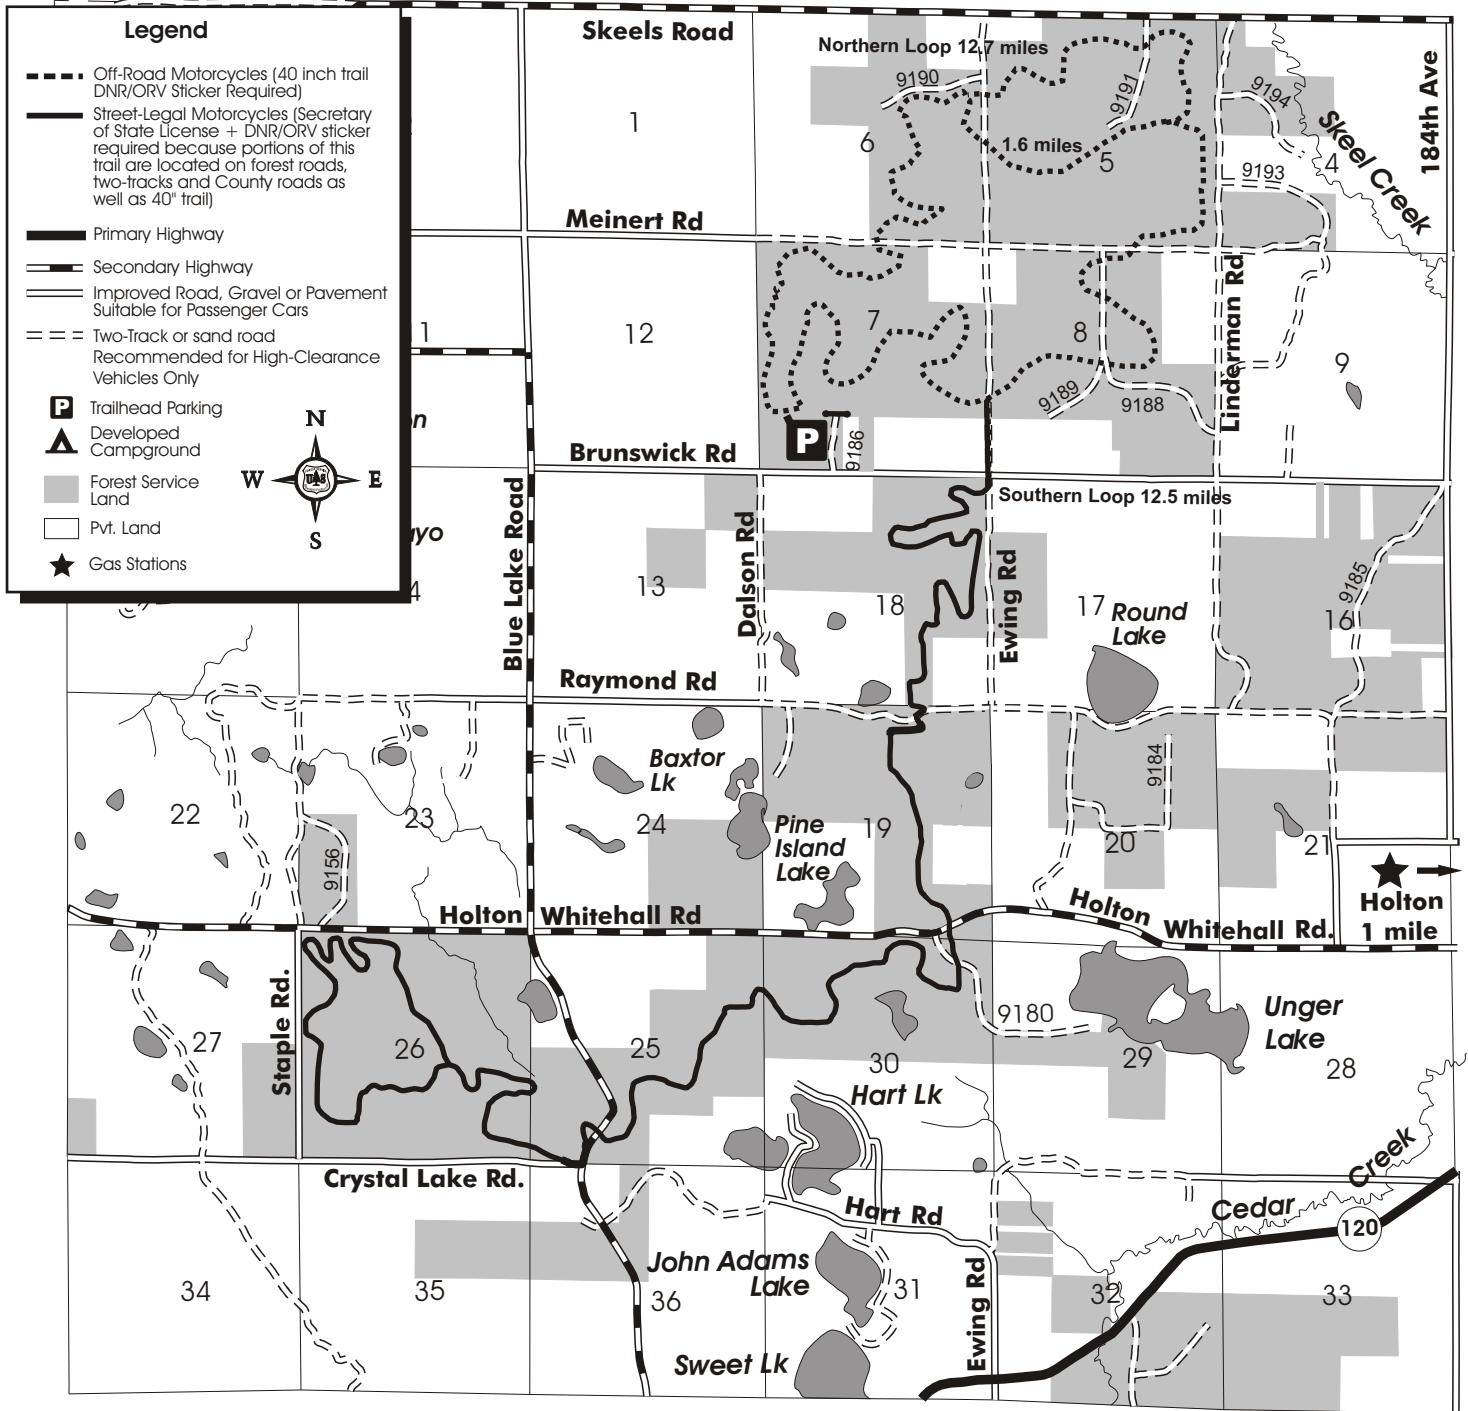 Legend
Off-Road Motorcycles (40 inch trail
DNR/ORV Sticker Required)
Street-Legal Motorcycles (Secretary
of State License + DNR/ORV sticker
required because portions of this
trail are located on forest roads,
two-tracks and County roads as
well as 40" trail)
Primary Highway
Secondary Highway
Improved Road, Gravel or Pavement
Suitable for Passenger Cars
Two-Track or sand road
Recommended for High-Clearance
Vehicles Only
P Trailhead Parking
Developed
Campground
Forest Service
Land
Pvt. Land
Gas Stations
N
W
E
S
U S
Skeels Road
Northern Loop 12.7 miles
9190
9191
9194
184th Ave
Skeel Creek
1
6
1.6 miles
5
4
9193
Meinert Rd
1
12
7
8
Linderman Rd
9
9189
9188
on
P
9186
Brunswick Rd
Southern Loop 12.5 miles
ayo
Blue Lake Road
Dalson Rd
Ewing Rd
4
13
18
17
Round
Lake
9185
16
Raymond Rd
Baxtor
Lk
9184
22
23
24
Pine
Island
Lake
19
20
21
9156
Holton
Whitehall Rd
Holton
Whitehall Rd.
Holton
1 mile
Staple Rd.
27
26
25
30
9180
29
Unger
Lake
28
Hart Lk
Crystal Lake Rd.
Hart Rd
Cedar
Creek
120
John Adams
Lake
34
35
36
31
Ewing Rd
32
33
Sweet Lk